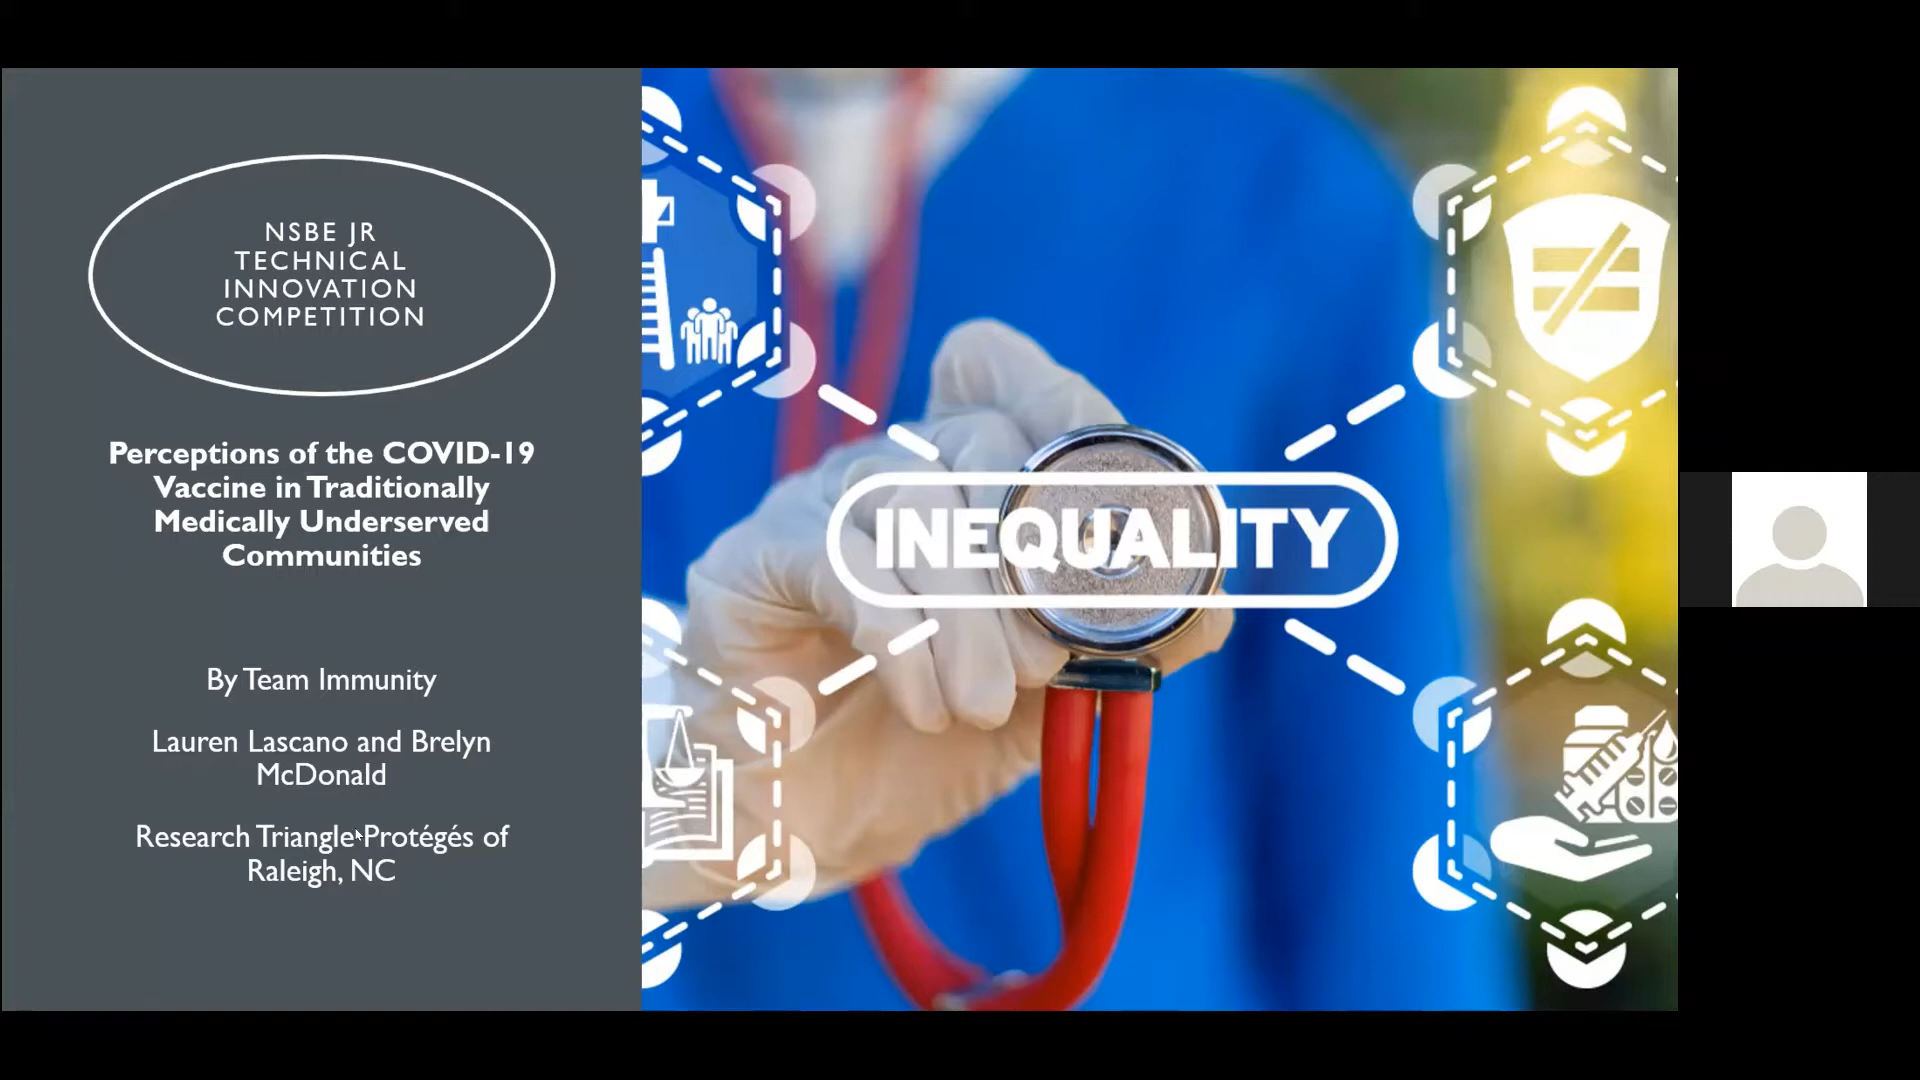 NSBE JR
TECHNICAL
INNOVATION
COMPETITION
Perceptions of the COVID-19
Vaccine in Traditionally
Medically Underserved
Communities
By Team Immunity
Lauren Lascano and Brelyn
McDonald
Research Triangle Protégés of
Raleigh, NC
INEQUALITY